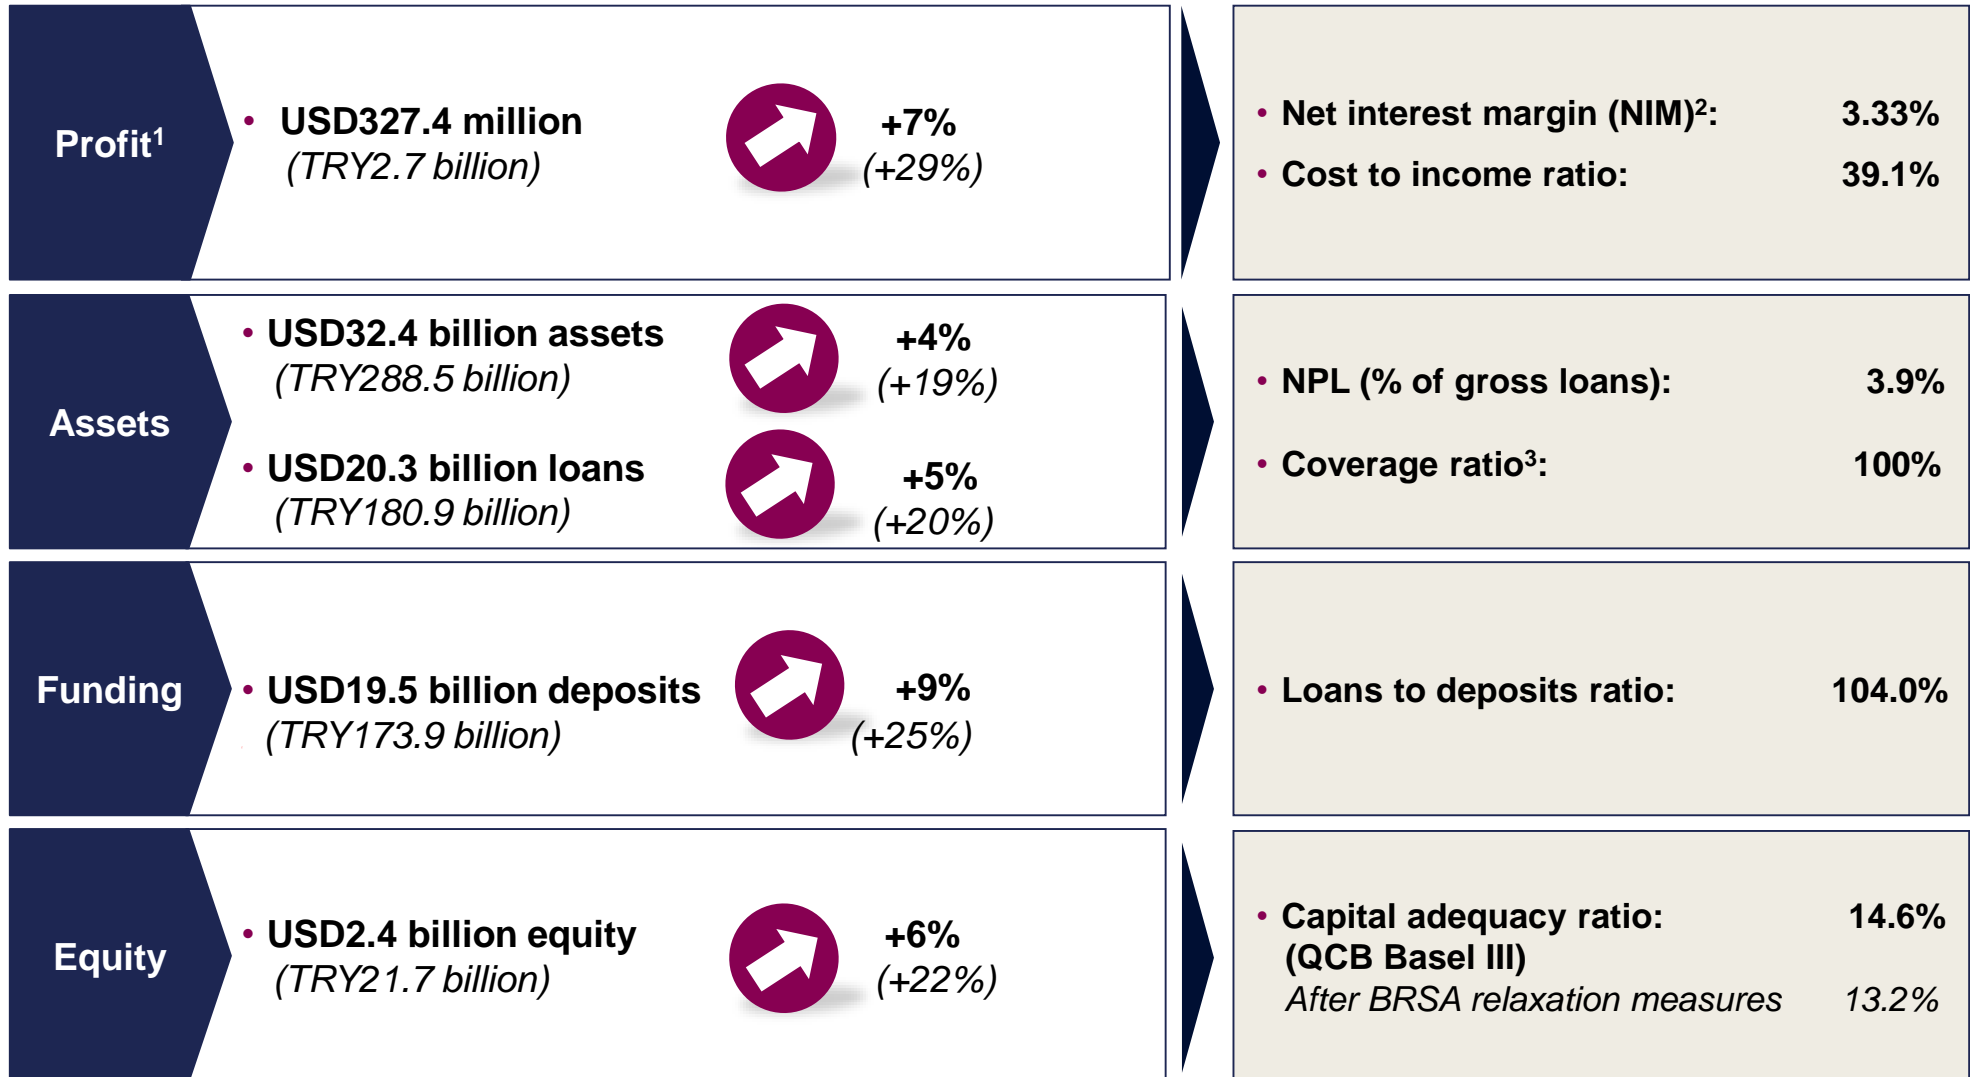 Profit1
• USD327.4 million
(TRY2.7 billion)
+7%
(+29%)
• Net interest margin (NIM)2: 3.33%
• Cost to income ratio: 39.1%
Assets
• USD32.4 billion assets
(TRY288.5 billion)
+4%
(+19%)
• USD20.3 billion loans
(TRY180.9 billion)
+5%
(+20%)
• NPL (% of gross loans): 3.9%
• Coverage ratio3: 100%
Funding
• USD19.5 billion deposits
(TRY173.9 billion)
+9%
(+25%)
• Loans to deposits ratio: 104.0%
Equity
• USD2.4 billion equity
(TRY21.7 billion)
+6%
(+22%)
• Capital adequacy ratio: 14.6%
(QCB Basel III)
After BRSA relaxation measures 13.2%